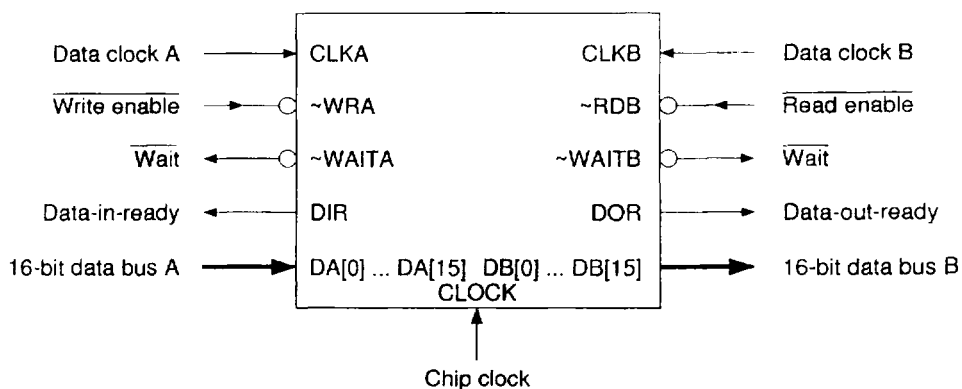 Data clock A CLKA CLKB Data clock B
Write enable ~WRA ~RDB Read enable
Wait ~WAITA ~WAITB Wait
Data-in-ready DIR DOR Data-out-ready
16-bit data bus A DA[0] ... DA[15] DB[0] ... DB[15] 16-bit data bus B
CLOCK
Chip clock